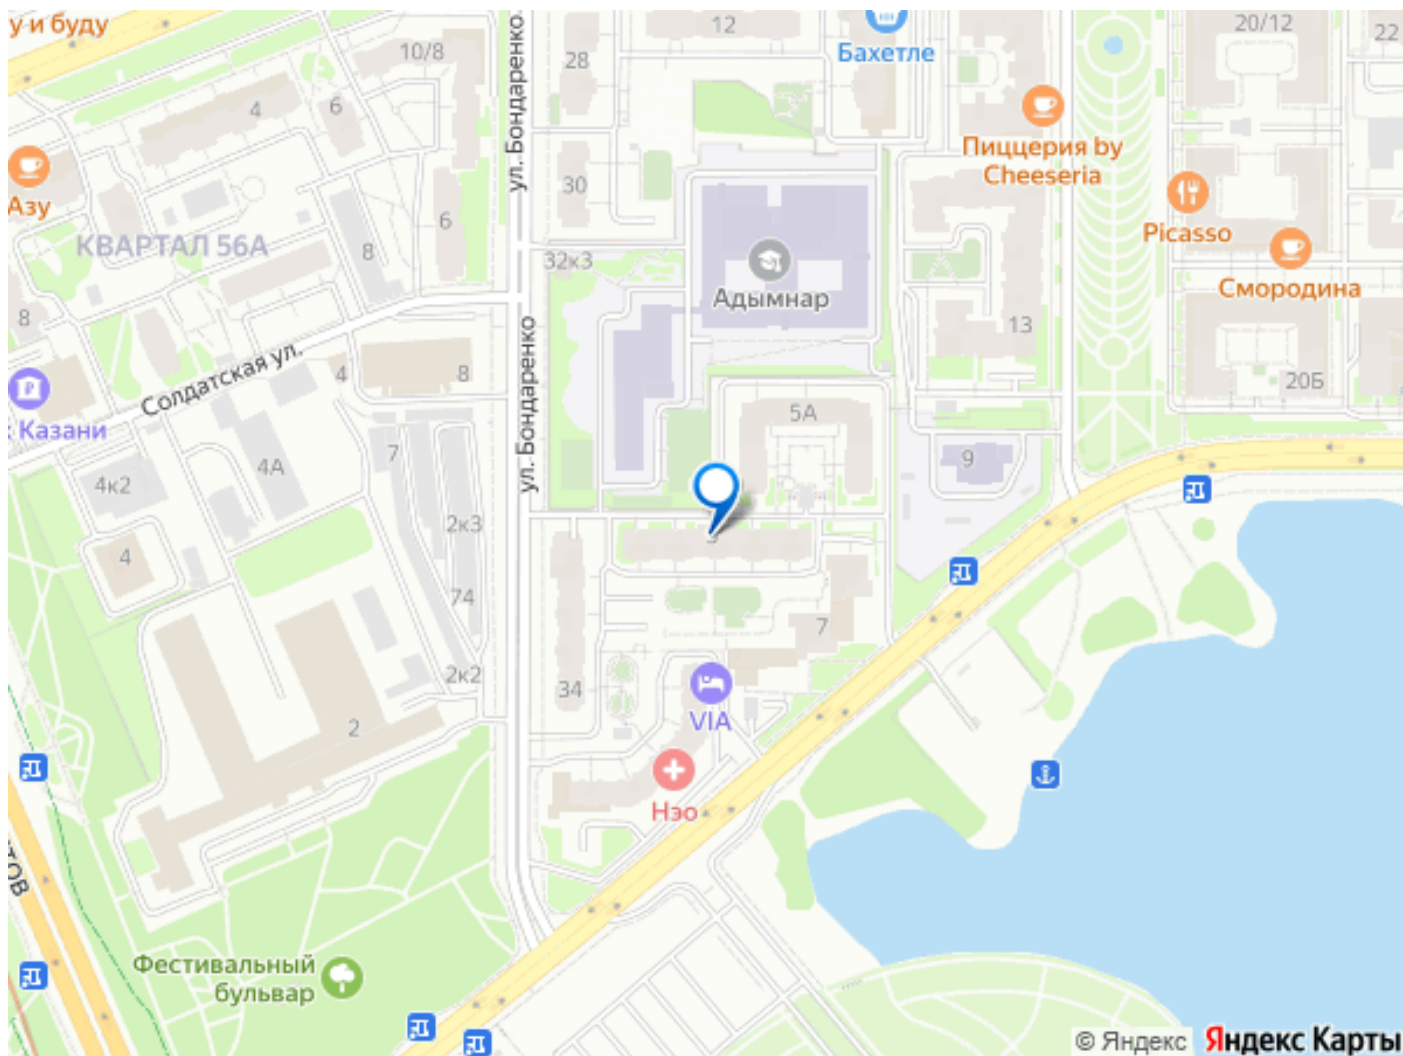 у и буду
12
20/12
22
10/8
28
Бахетле
4
6
ул. Бондаренко
Пиццерия by
Cheeseria
30
Азу
6
Picasso
КВАРТАЛ 56А
8
32к3
Адымнар
Смородина
8
13
Солдатская ул.
4
8
ул. Бондаренко
20Б
к Казани
5А
4А
7
9
4к2
2к3
4
74
7
2к2
34
VIA
2
Нэо
ТОВ
Фестивальный
бульвар
© Яндекс
Яндекс Карты